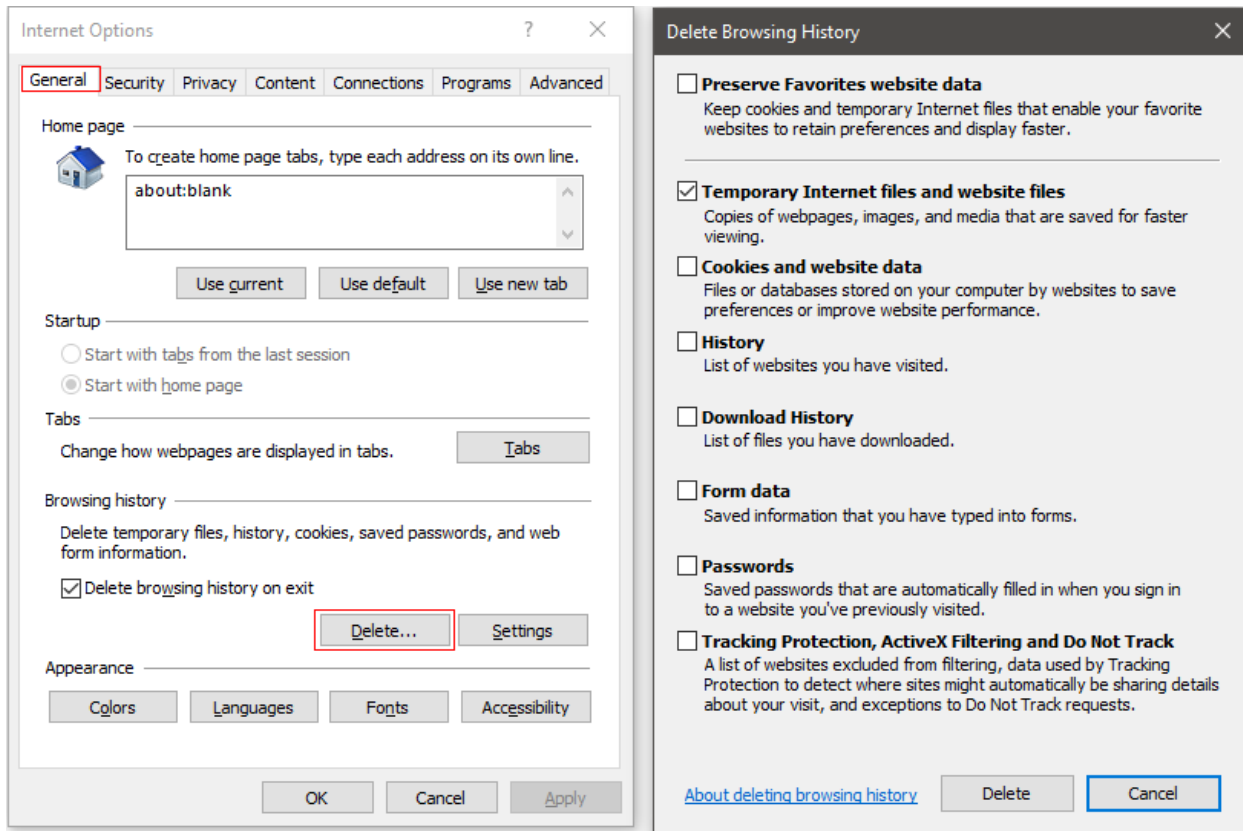 Internet Options
General Security Privacy Content Connections Programs Advanced
Home page
To create home page tabs, type each address on its own line.
about:blank
Use current Use default Use new tab
Startup
Start with tabs from the last session
Start with home page
Tabs
Change how webpages are displayed in tabs.
Tabs
Browsing history
Delete temporary files, history, cookies, saved passwords, and web
form information.
Delete browsing history on exit
Delete... Settings
Appearance
Colors Languages Fonts Accessibility
OK Cancel Apply
Delete Browsing History
Preserve Favorites website data
Keep cookies and temporary Internet files that enable your favorite
websites to retain preferences and display faster.
Temporary Internet files and website files
Copies of webpages, images, and media that are saved for faster
viewing.
Cookies and website data
Files or databases stored on your computer by websites to save
preferences or improve website performance.
History
List of websites you have visited.
Download History
List of files you have downloaded.
Form data
Saved information that you have typed into forms.
Passwords
Saved passwords that are automatically filled in when you sign in
to a website you've previously visited.
Tracking Protection, ActiveX Filtering and Do Not Track
A list of websites excluded from filtering, data used by Tracking
Protection to detect where sites might automatically be sharing details
about your visit, and exceptions to Do Not Track requests.
About deleting browsing history Delete Cancel